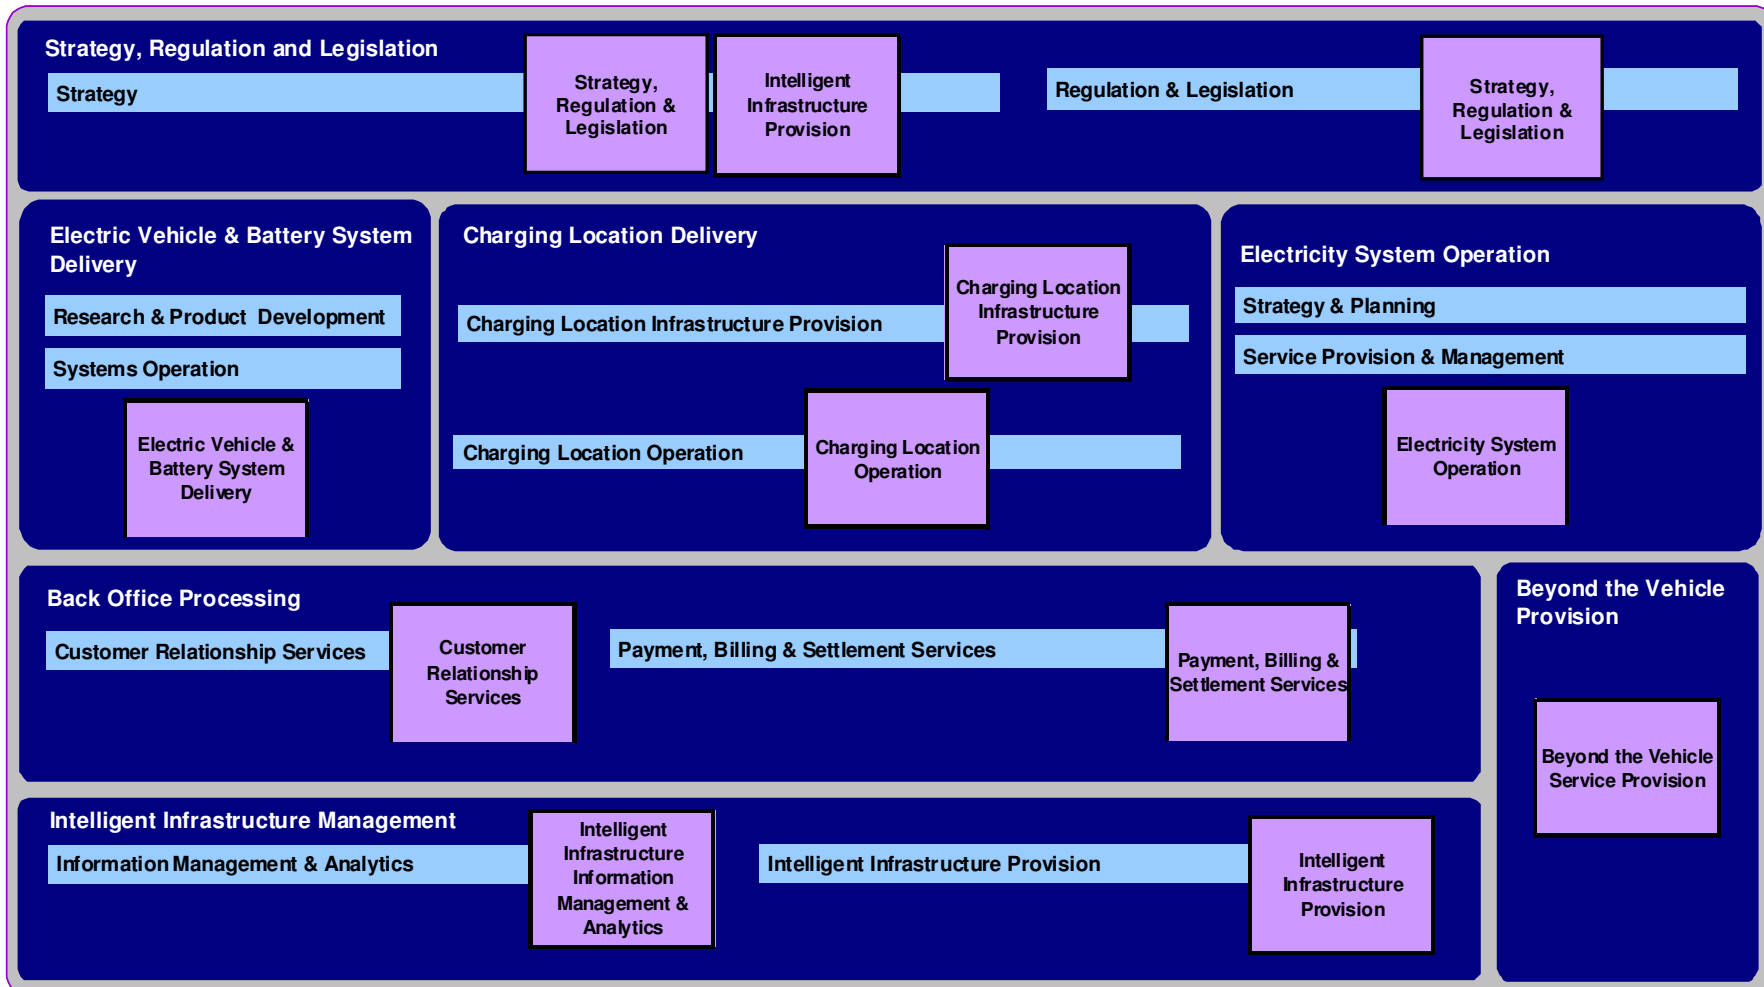 Strategy, Regulation and Legislation
Strategy
Strategy,
Regulation &
Legislation
Intelligent
Infrastructure
Provision
Regulation & Legislation
Strategy,
Regulation &
Legislation
Electric Vehicle & Battery System
Delivery
Research & Product Development
Systems Operation
Electric Vehicle &
Battery System
Delivery
Charging Location Delivery
Charging Location Infrastructure Provision
Charging Location
Infrastructure
Provision
Charging Location Operation
Charging Location
Operation
Electricity System Operation
Strategy & Planning
Service Provision & Management
Electricity System
Operation
Back Office Processing
Customer Relationship Services
Customer
Relationship
Services
Payment, Billing & Settlement Services
Payment, Billing &
Settlement Services
Beyond the Vehicle
Provision
Beyond the Vehicle
Service Provision
Intelligent Infrastructure Management
Information Management & Analytics
Intelligent
Infrastructure
Information
Management &
Analytics
Intelligent Infrastructure Provision
Intelligent
Infrastructure
Provision